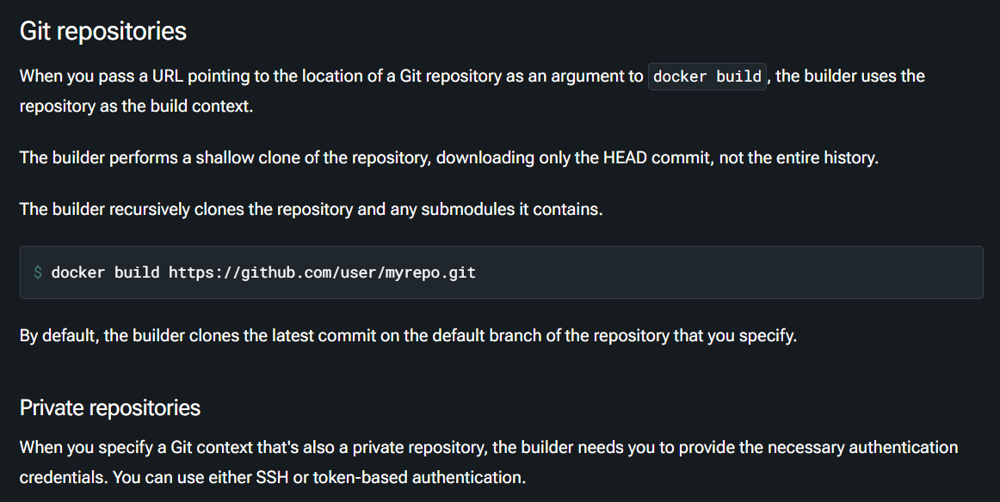 Git repositories
When you pass a URL pointing to the location of a Git repository as an argument to docker build, the builder uses the
repository as the build context.
The builder performs a shallow clone of the repository, downloading only the HEAD commit, not the entire history.
The builder recursively clones the repository and any submodules it contains.
$ docker build https://github.com/user/myrepo.git
By default, the builder clones the latest commit on the default branch of the repository that you specify.
Private repositories
When you specify a Git context that's also a private repository, the builder needs you to provide the necessary authentication
credentials. You can use either SSH or token-based authentication.